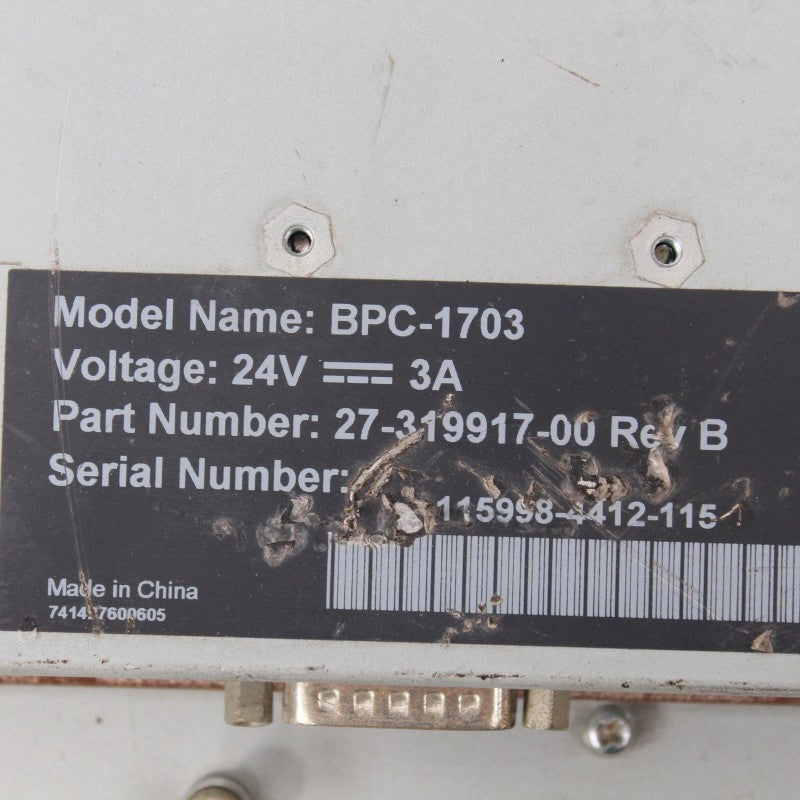 Model Name: BPC-1703
Voltage: 24V 3A
Part Number: 27-319917-00 Rev B
Serial Number:
115998-4412-115
Made in China